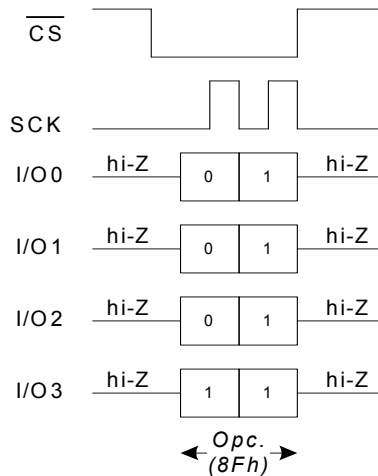 CS
SCK
hi-Z hi-Z
I/O0 0 1
hi-Z hi-Z
I/O1 0 1
hi-Z hi-Z
I/O2 0 1
hi-Z hi-Z
I/O3 1 1
Opc.
(8Fh)